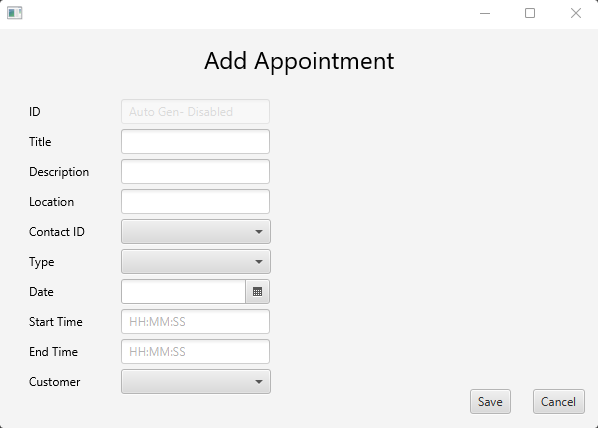 Add Appointment
ID Auto Gen- Disabled
Title
Description
Location
Contact ID
Type
Date
Start Time HH:MM:SS
End Time HH:MM:SS
Customer
Save Cancel